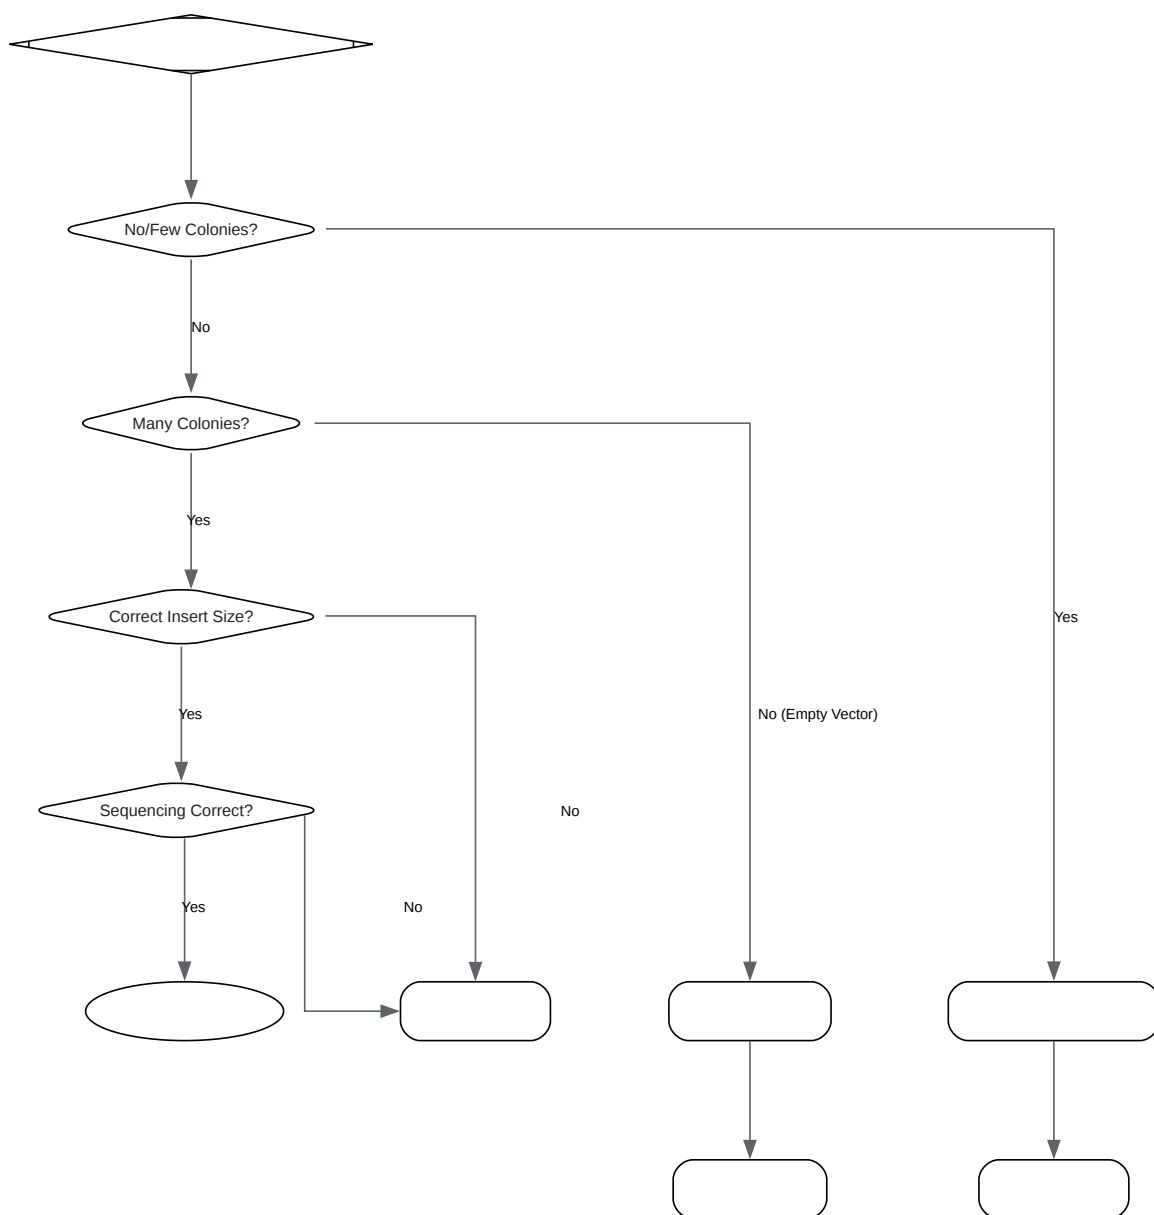 No/Few Colonies?
No
Many Colonies?
Yes
Correct Insert Size?
Yes
Yes
No (Empty Vector)
Sequencing Correct?
No
Yes
No